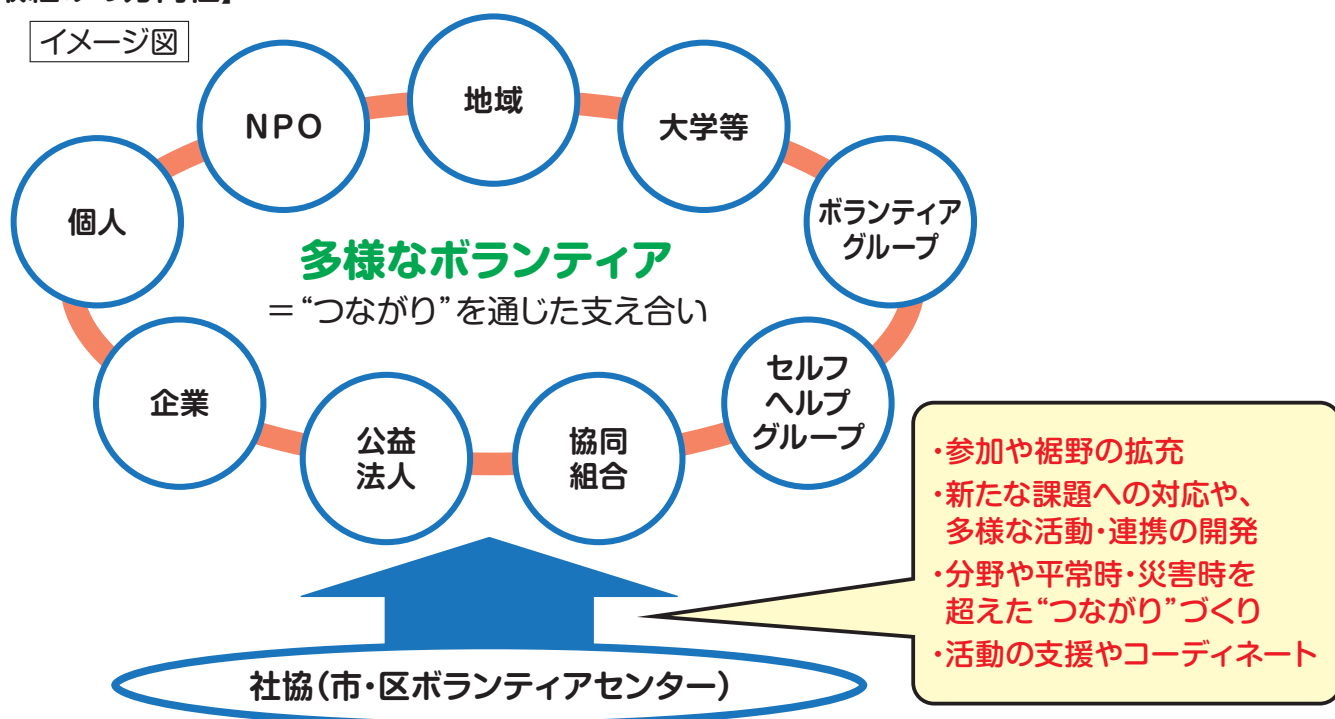 イメージ図
地域
NPO
大学等
個人
ボランティア
グループ
多様なボランティア
＝“つながり”を通じた支え合い
企業
セルフ
ヘルプ
グループ
公益
法人
協同
組合
・参加や裾野の拡充
・新たな課題への対応や、
多様な活動・連携の開発
・分野や平常時・災害時を
超えた“つながり”づくり
・活動の支援やコーディネート
社協（市・区ボランティアセンター）